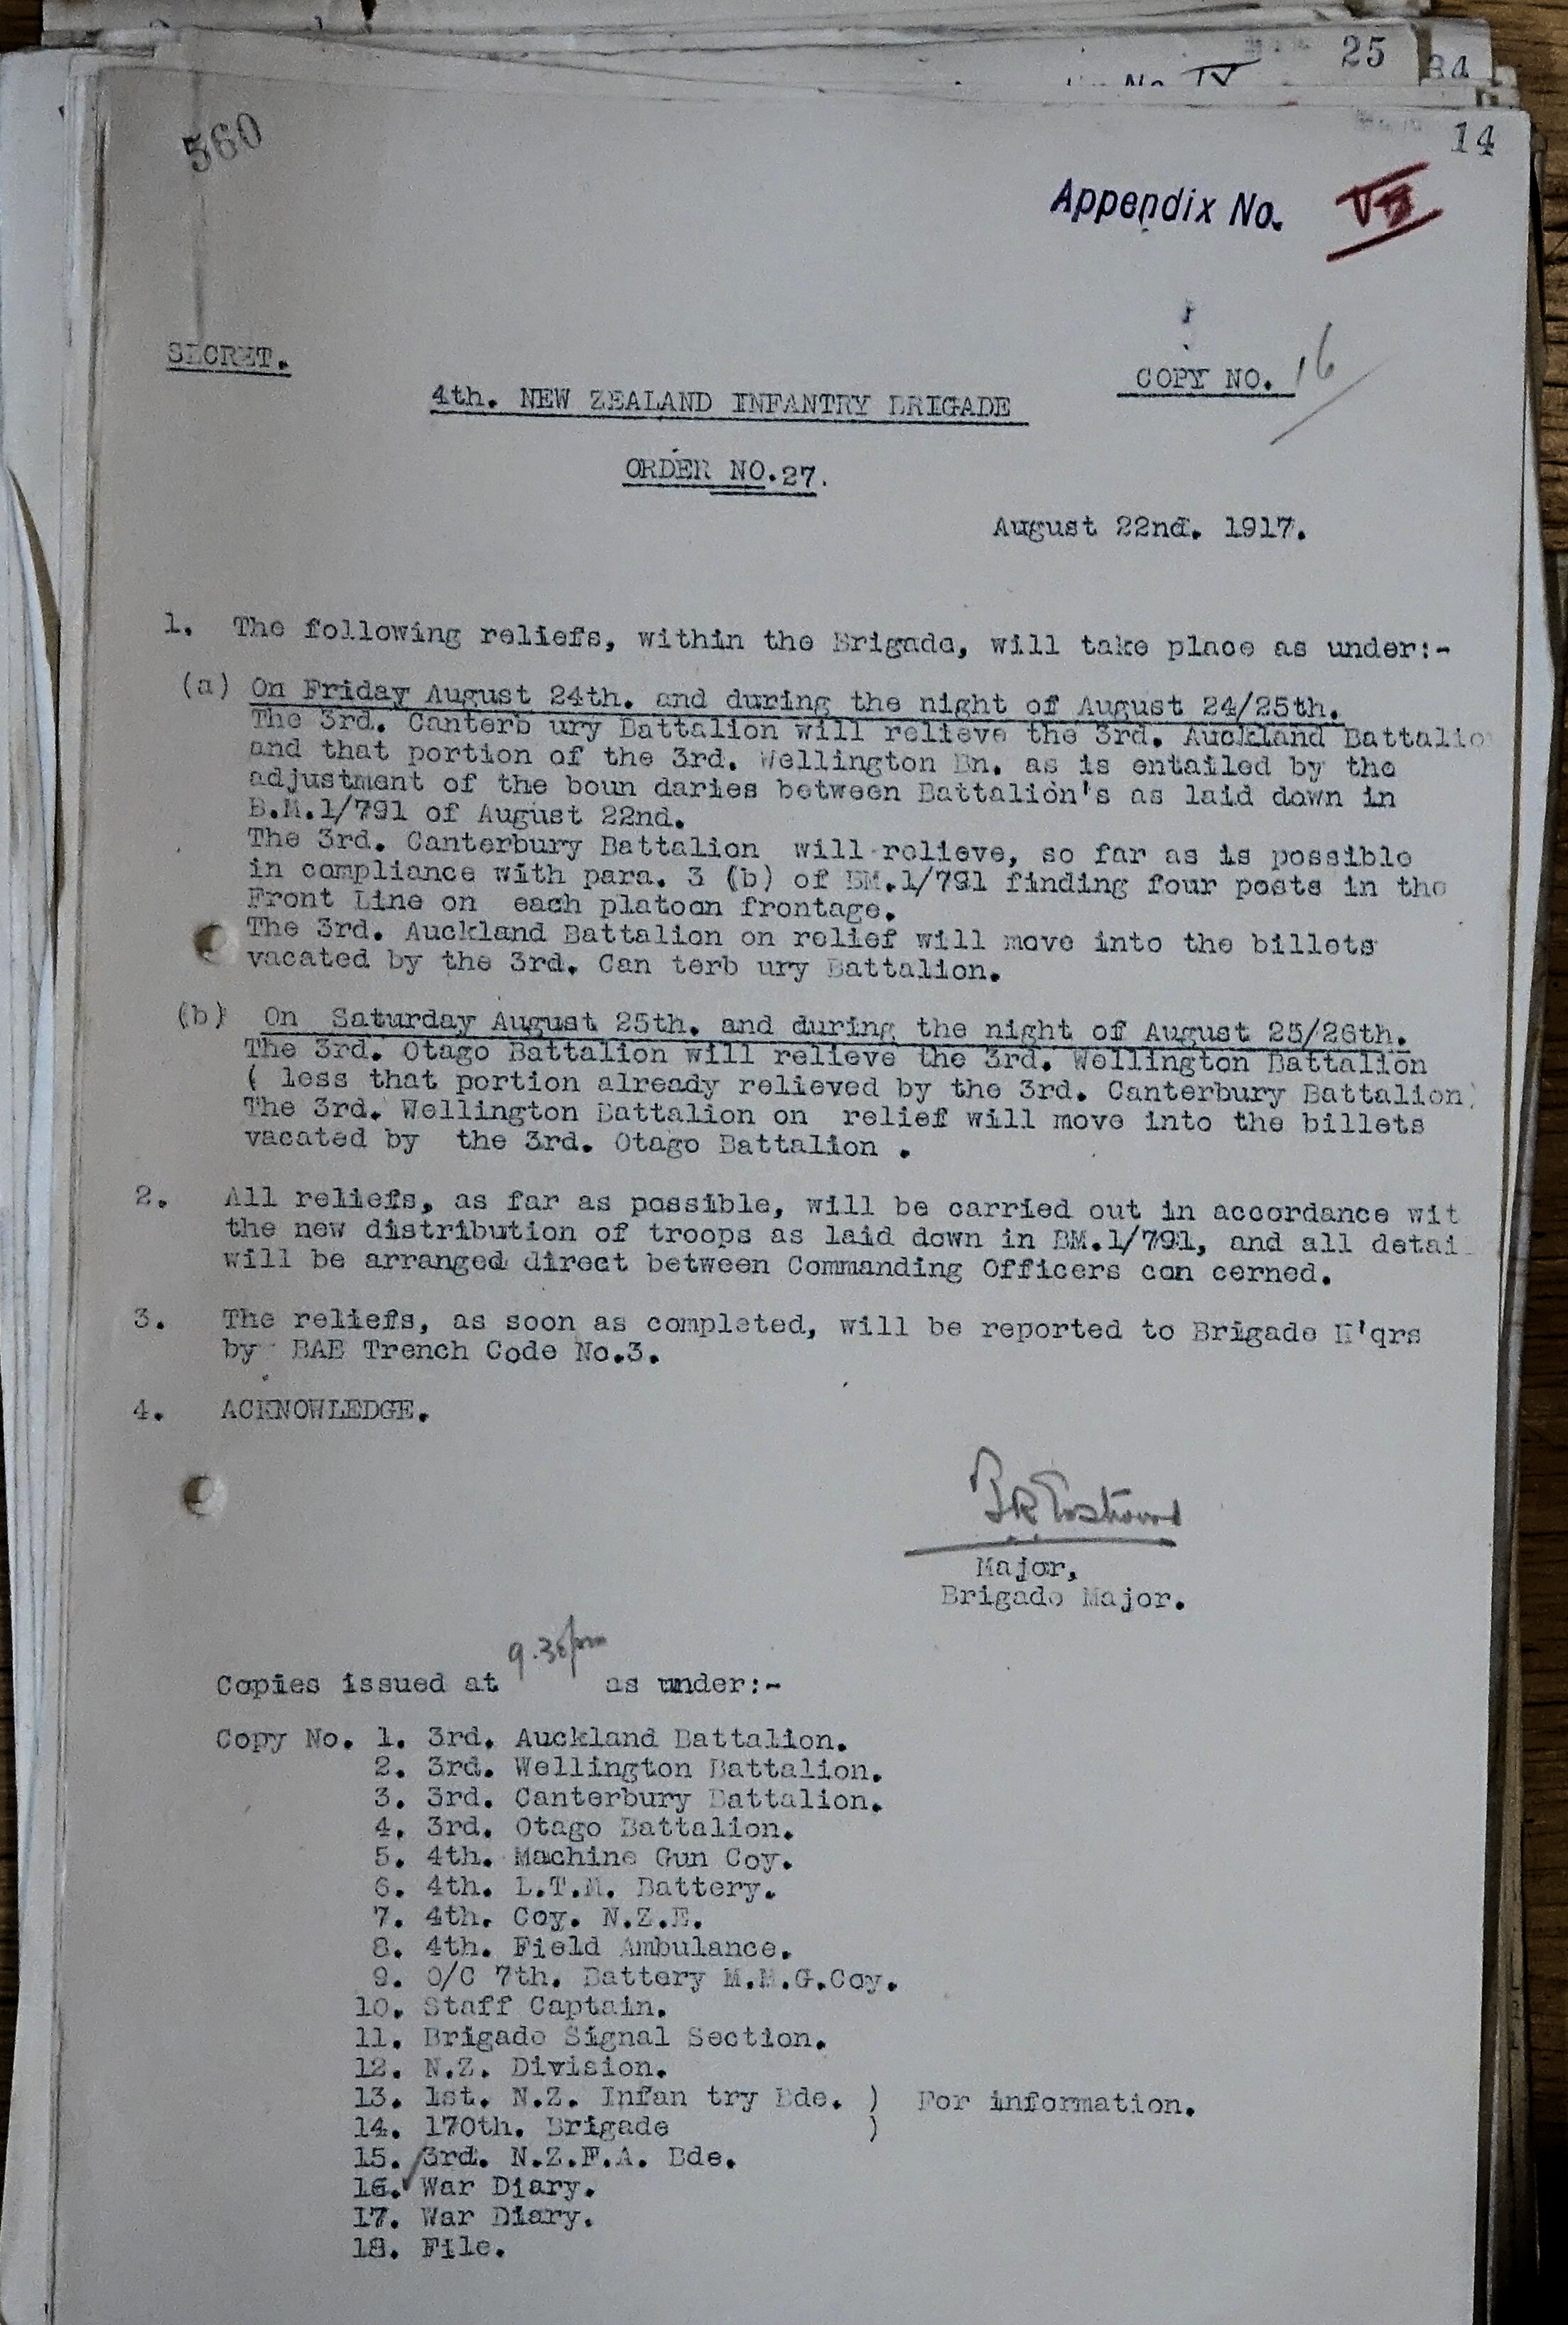 25
34
No IV
14
560
Appendix No.
SECRET.
COPY NO. 16
4th. NEW ZEALAND INFANTRY BRIGADE
ORDER NO.27.
August 22nd. 1917.
1. The following reliefs, within the Brigade, will take place as under:-
(a) On Friday August 24th. and during the night of August 24/25th.
The 3rd. Canterb ury Battalion will relieve the 3rd. Auckland Battalio
and that portion of the 3rd. Wellington Bn. as is entailed by the
adjustment of the boun daries between Battalion's as laid down in
B.M.1/791 of August 22nd.
The 3rd. Canterbury Battalion will relieve, so far as is possible
in compliance with para. 3 (b) of BM.1/791 finding four posts in the
Front Line on each platoon frontage.
The 3rd. Auckland Battalion on relief will move into the billets
vacated by the 3rd. Can terb ury Battalion.
(b) On Saturday August 25th. and during the night of August 25/26th.
The 3rd. Otago Battalion will relieve the 3rd. Wellington Battalion
( less that portion already relieved by the 3rd. Canterbury Battalion)
The 3rd. Wellington Battalion on relief will move into the billets
vacated by the 3rd. Otago Battalion .
2. All reliefs, as far as possible, will be carried out in accordance wit
the new distribution of troops as laid down in BM.1/791, and all detai
will be arranged direct between Commanding Officers con cerned.
3. The reliefs, as soon as completed, will be reported to Brigade H'qrs
by BAB Trench Code No.3.
4. ACKNOWLEDGE.
Major,
Brigade Major.
Copies issued at 9.30pm as under:-
Copy No. 1. 3rd. Auckland Battalion.
2. 3rd. Wellington Battalion.
3. 3rd. Canterbury Battalion.
4. 3rd. Otago Battalion.
5. 4th. Machine Gun Coy.
6. 4th. L.T.M. Battery.
7. 4th. Coy. N.Z.E.
8. 4th. Field Ambulance.
9. O/C 7th. Battery M.M.G.Coy.
10. Staff Captain.
11. Brigade Signal Section.
12. N.Z. Division.
13. 1st. N.Z. Infan try Bde. ) For information.
14. 170th. Brigade )
15. 3rd. N.Z.F.A. Bde.
16. War Diary.
17. War Diary.
18. File.